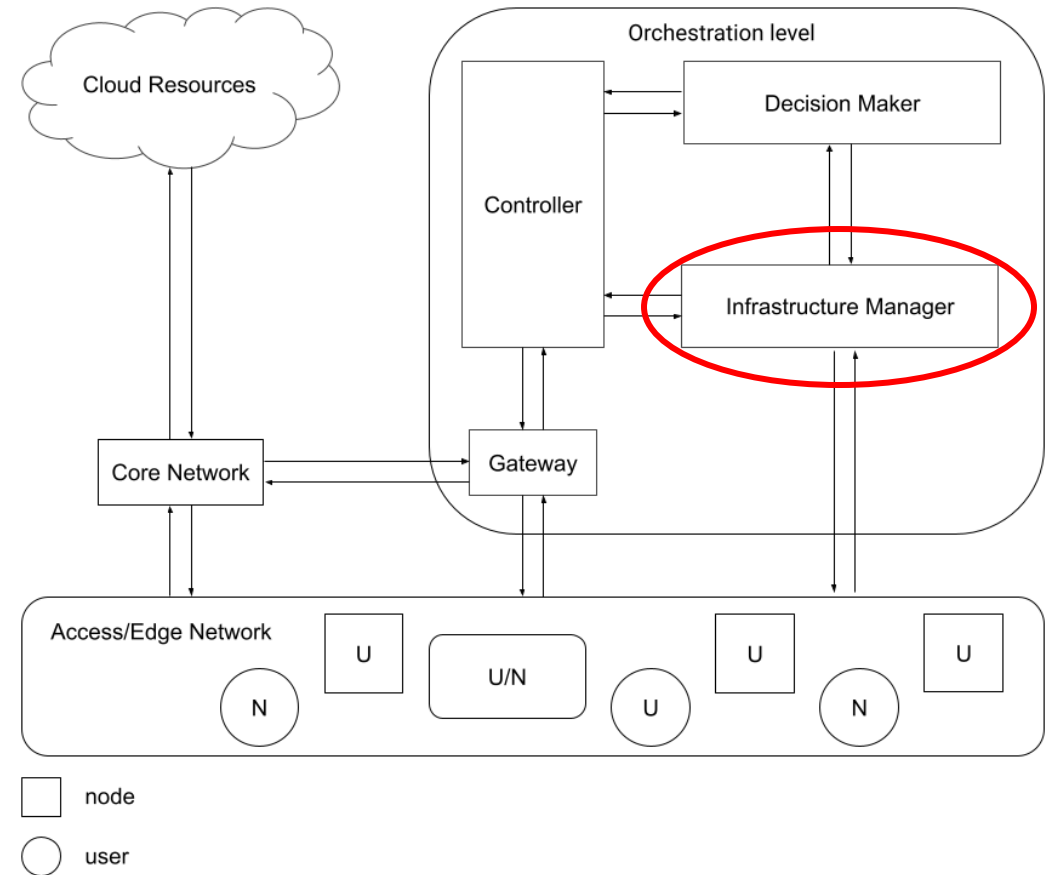 Orchestration level
Cloud Resources
Decision Maker
Controller
Infrastructure Manager
Core Network
Gateway
Access/Edge Network
U
U
U
U/N
N
U
N
node
user